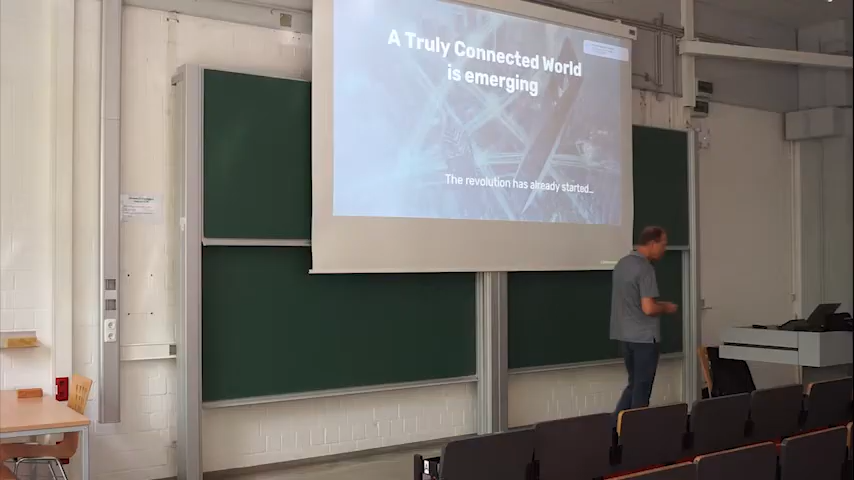 A Truly Connected World
is emerging
The revolution has already started...